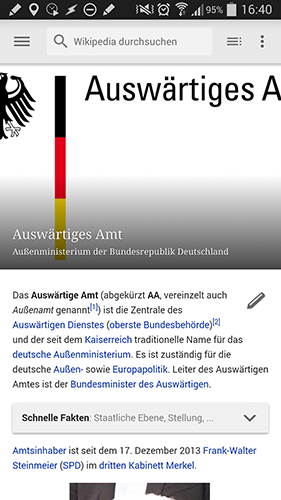 95% 16:40
Wikipedia durchsuchen
Auswärtiges A
Auswärtiges Amt
Außenministerium der Bundesrepublik Deutschland
Das Auswärtige Amt (abgekürzt AA, vereinzelt auch
Außenamt genannt[1]) ist die Zentrale des
Auswärtigen Dienstes (oberste Bundesbehörde)[2]
und der seit dem Kaiserreich traditionelle Name für das
deutsche Außenministerium. Es ist zuständig für die
deutsche Außen- sowie Europapolitik. Leiter des Auswärtigen
Amtes ist der Bundesminister des Auswärtigen.
Schnelle Fakten: Staatliche Ebene, Stellung, ...
Amtsinhaber ist seit dem 17. Dezember 2013 Frank-Walter
Steinmeier (SPD) im dritten Kabinett Merkel.